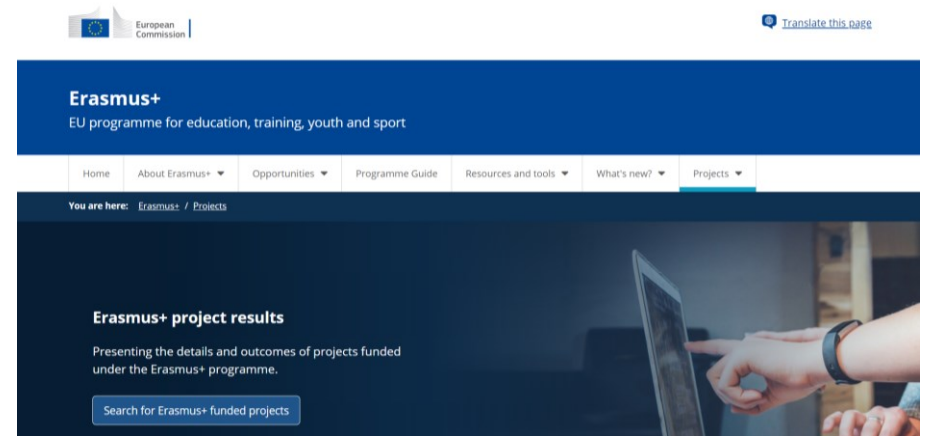 European
Commission
Translate this page
Erasmus+
EU programme for education, training, youth and sport
Home About Erasmus+ Opportunities Programme Guide Resources and tools What's new? Projects
You are here: Erasmus+ / Projects
Erasmus+ project results
Presenting the details and outcomes of projects funded
under the Erasmus+ programme.
Search for Erasmus+ funded projects